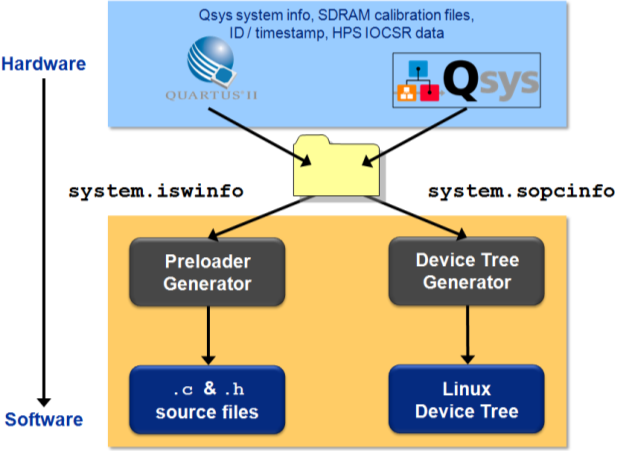 Qsys system info, SDRAM calibration files,
ID / timestamp, HPS IOCSR data
Hardware
QUARTUS II
Qsys
system.iswinfo
system.sopcinfo
Preloader
Generator
Device Tree
Generator
.c & .h
source files
Linux
Device Tree
Software